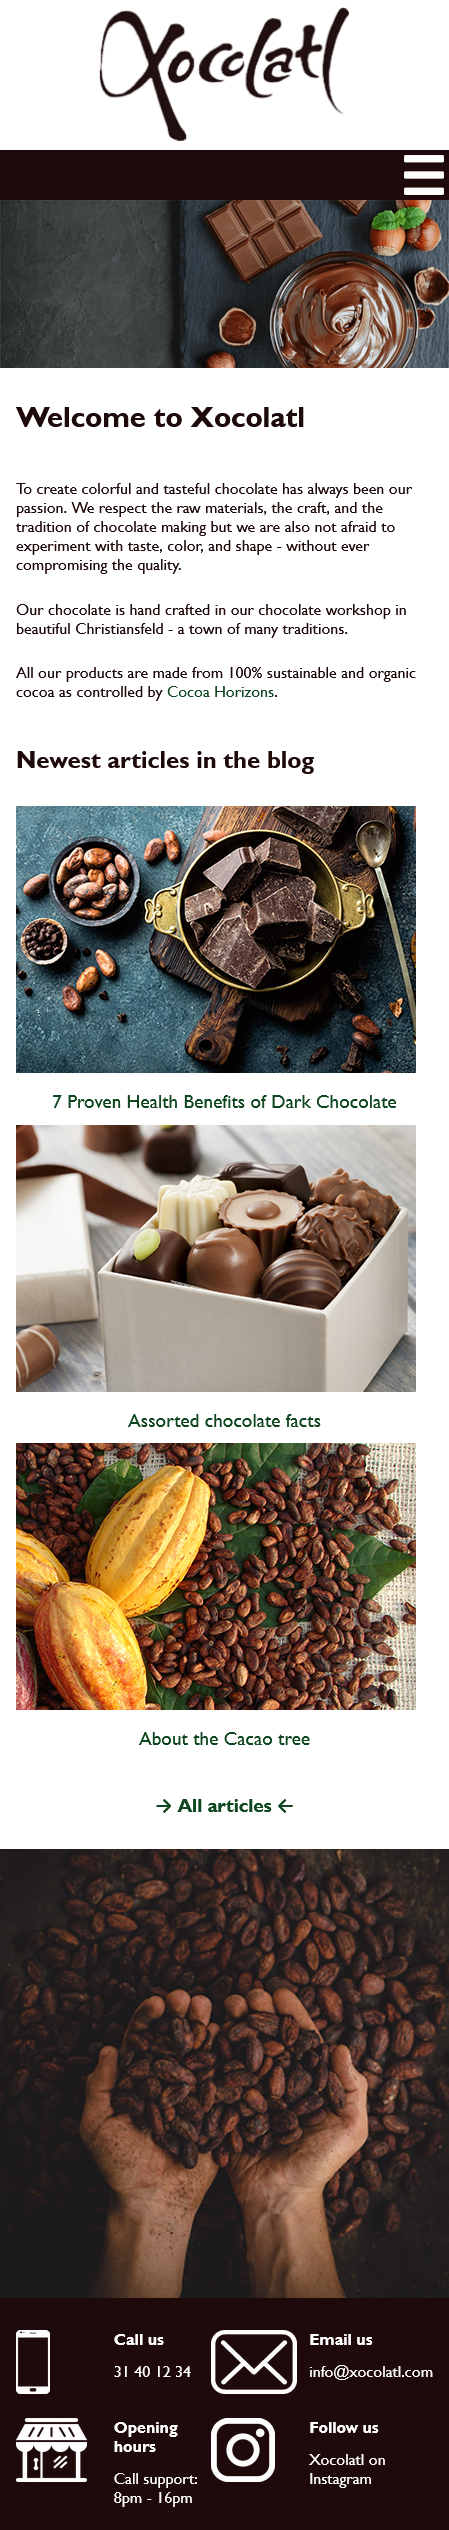 Xocolatl
Welcome to Xocolatl
To create colorful and tasteful chocolate has always been our
passion. We respect the raw materials, the craft, and the
tradition of chocolate making but we are also not afraid to
experiment with taste, color, and shape - without ever
compromising the quality.
Our chocolate is hand crafted in our chocolate workshop in
beautiful Christiansfeld - a town of many traditions.
All our products are made from 100% sustainable and organic
cocoa as controlled by Cocoa Horizons.
Newest articles in the blog
7 Proven Health Benefits of Dark Chocolate
Assorted chocolate facts
About the Cacao tree
→ All articles ←
Call us
31 40 12 34
Email us
info@xocolatl.com
Opening
hours
Call support:
8pm - 16pm
Follow us
Xocolatl on
Instagram